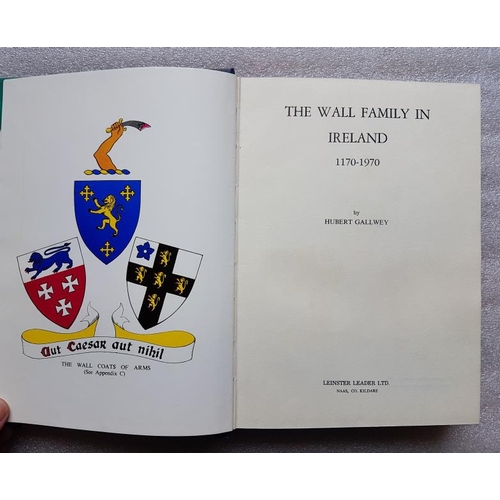 Aut Caesar aut nihil
THE WALL COATS OF ARMS
(See Appendix C)
THE WALL FAMILY IN
IRELAND
1170-1970
by
HUBERT GALLWEY
LEINSTER LEADER LTD.
NAAS, CO. KILDARE